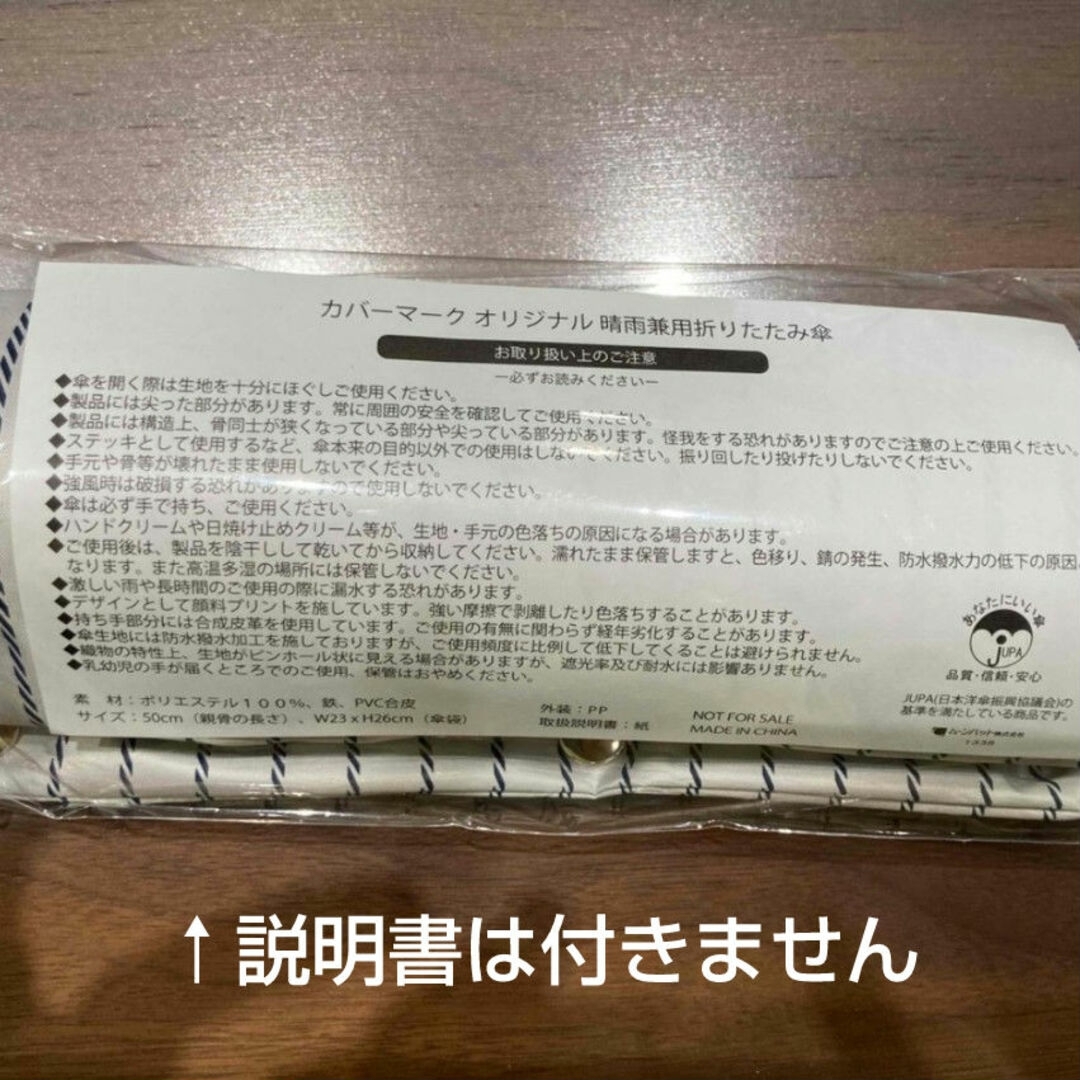 カバーマーク オリジナル 晴雨兼用折りたたみ傘
お取り扱い上のご注意
ー必ずお読みくださいー
◆傘を開く際は生地を十分にほぐしご使用ください。
◆製品には尖った部分があります。常に周囲の安全を確認してご使用ください。
◆製品には構造上、骨同士が狭くなっている部分や尖っている部分があります。怪我をする恐れがありますのでご注意の上ご使用ください。
◆ステッキとして使用するなど、傘本来の目的以外での使用はしないでください。振り回したり投げたりしないでください。
◆手元や骨等が壊れたまま使用しないでください。
◆強風時は破損する恐れがありますので使用しないでください。
◆傘は必ず手で持ち、ご使用ください。
◆ハンドクリームや日焼け止めクリーム等が、生地・手元の色落ちの原因になる場合があります。
◆ご使用後は、製品を陰干しして乾いてから収納してください。濡れたまま保管しますと、色移り、錆の発生、防水撥水力の低下の原因
なります。また高温多湿の場所には保管しないでください。
◆激しい雨や長時間のご使用の際に漏水する恐れがあります。
◆デザインとして顔料プリントを施しています。強い摩擦で剥離したり色落ちすることがあります。
◆持ち手部分には合成皮革を使用しています。ご使用の有無に関わらず経年劣化することがあります。
◆傘生地には防水撥水加工を施しておりますが、ご使用頻度に比例して低下してくることは避けられません。
◆織物の特性上、生地がピンホール状に見える場合がありますが、遮光率及び耐水には影響ありません。
◆乳幼児の手が届くところでのご使用、保管はおやめください。
素 材：ポリエステル１００％、鉄、PVC合皮
サイズ：50cm（親骨の長さ）、W23 x H26cm（傘袋）
外装：PP
取扱説明書：紙
NOT FOR SALE
MADE IN CHINA
あなたにいい傘
JUPA
品質・信頼・安心
JUPA(日本洋傘振興協議会)の
基準を満たしている商品です。
ムーンバット株式会社
1338
↑説明書は付きません